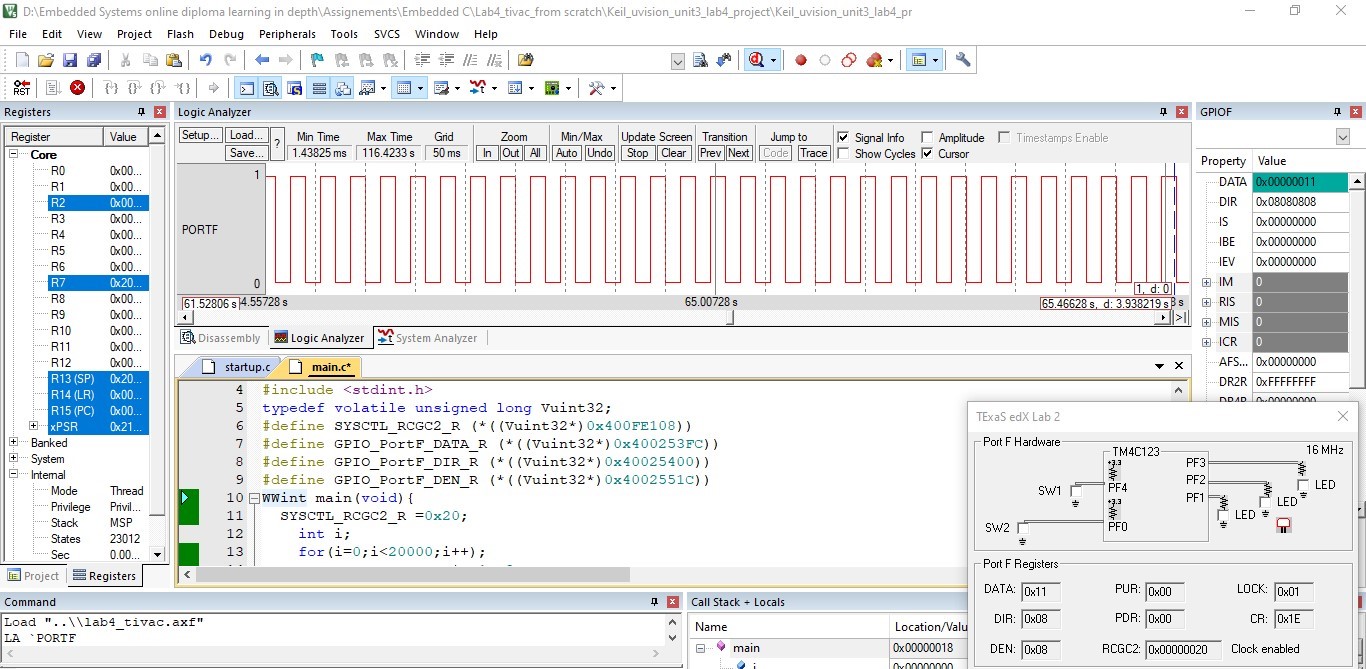 D:\Embedded Systems online diploma learning in depth\Assignements\Embedded C\Lab4_tivac_from scratch\Keil_uvision_unit3_lab4_project\Keil_uvision_unit3_lab4_pr
File Edit View Project Flash Debug Peripherals Tools SVCS Window Help
RST
Registers
Register Value
Core
R0 0x00...
R1 0x00...
R2 0x00...
R3 0x00...
R4 0x00...
R5 0x00...
R6 0x00...
R7 0x20...
R8 0x00...
R9 0x00...
R10 0x00...
R11 0x00...
R12 0x00...
R13 (SP) 0x20...
R14 (LR) 0x00...
R15 (PC) 0x00...
xPSR 0x21...
Banked
System
Internal
Mode Thread
Privilege Privil...
Stack MSP
States 23012
Sec 0.00...
Project Registers
Logic Analyzer
Setup... Load... Save... ?
Min Time Max Time Grid Zoom Min/Max Update Screen Transition Jump to Signal Info Amplitude Timestamps Enable
1.43825 ms 116.4233 s 50 ms In Out All Auto Undo Stop Clear Prev Next Code Trace Show Cycles Cursor
1
PORTF
0
1, d: 0
61.52806 s 4.55728 s 65.00728 s 65.46628 s, d: 3.938219 s 8 s
Disassembly Logic Analyzer System Analyzer
startup.c main.c*
4 #include <stdint.h>
5 typedef volatile unsigned long Vuint32;
6 #define SYSCTL_RCGC2_R (*((Vuint32*)0x400FE108))
7 #define GPIO_PortF_DATA_R (*((Vuint32*)0x400253FC))
8 #define GPIO_PortF_DIR_R (*((Vuint32*)0x40025400))
9 #define GPIO_PortF_DEN_R (*((Vuint32*)0x4002551C))
10 WWint main(void){
11 SYSCTL_RCGC2_R =0x20;
12 int i;
13 for(i=0;i<20000;i++);
GPIOF
Property Value
DATA 0x00000011
DIR 0x08080808
IS 0x00000000
IBE 0x00000000
IEV 0x00000000
IM 0
RIS 0
MIS 0
ICR 0
AFS... 0x00000000
DR2R 0xFFFFFFFF
DR4R 0x00000000
TExaS edX Lab 2
Port F Hardware
TM4C123 16 MHz
+3.3 PF3
SW1 PF4 PF2 LED
+3.3 PF1 LED
SW2 PF0 LED
Port F Registers
DATA: 0x11 PUR: 0x00 LOCK: 0x01
DIR: 0x08 PDR: 0x00 CR: 0x1E
DEN: 0x08 RCGC2: 0x00000020 Clock enabled
Command
Load "..\\lab4_tivac.axf"
LA `PORTF
Call Stack + Locals
Name Location/Valu
main 0x00000018
i 0x00000000